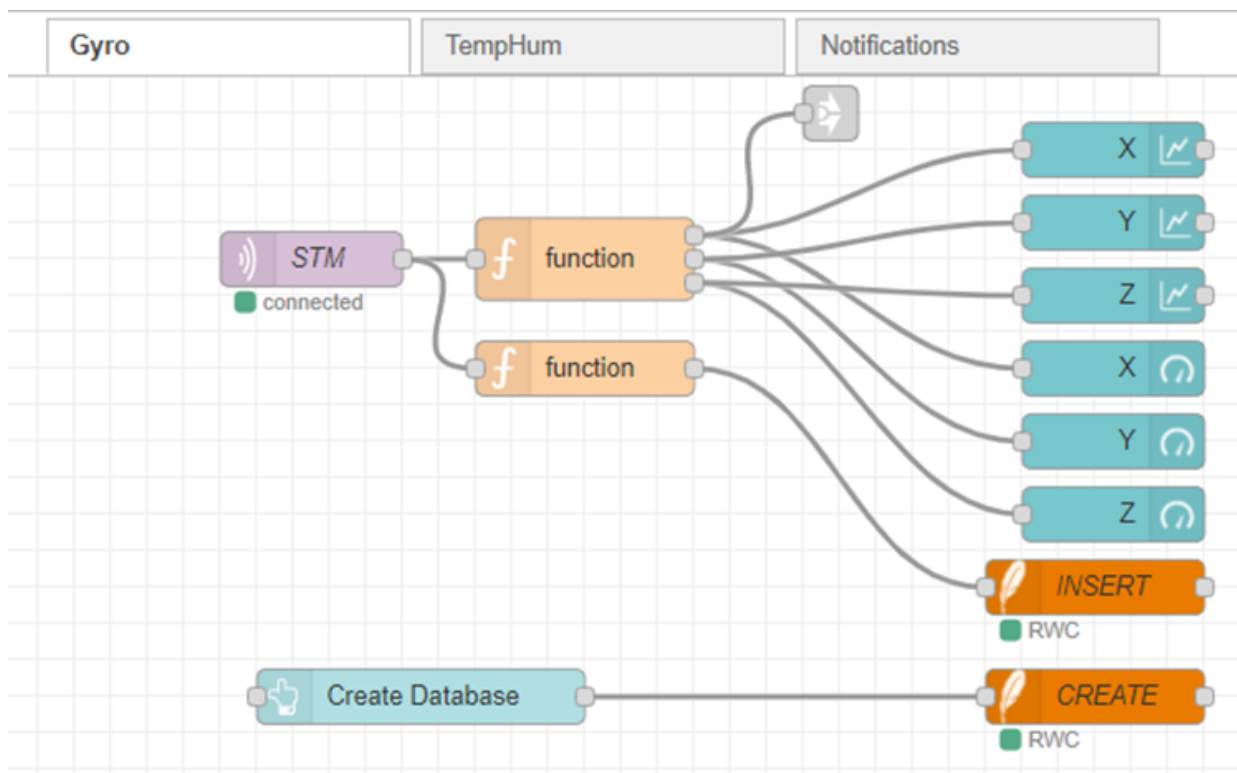 Gyro
TempHum
Notifications
X
Y
STM
function
connected
Z
function
X
Y
Z
INSERT
RWC
Create Database
CREATE
RWC